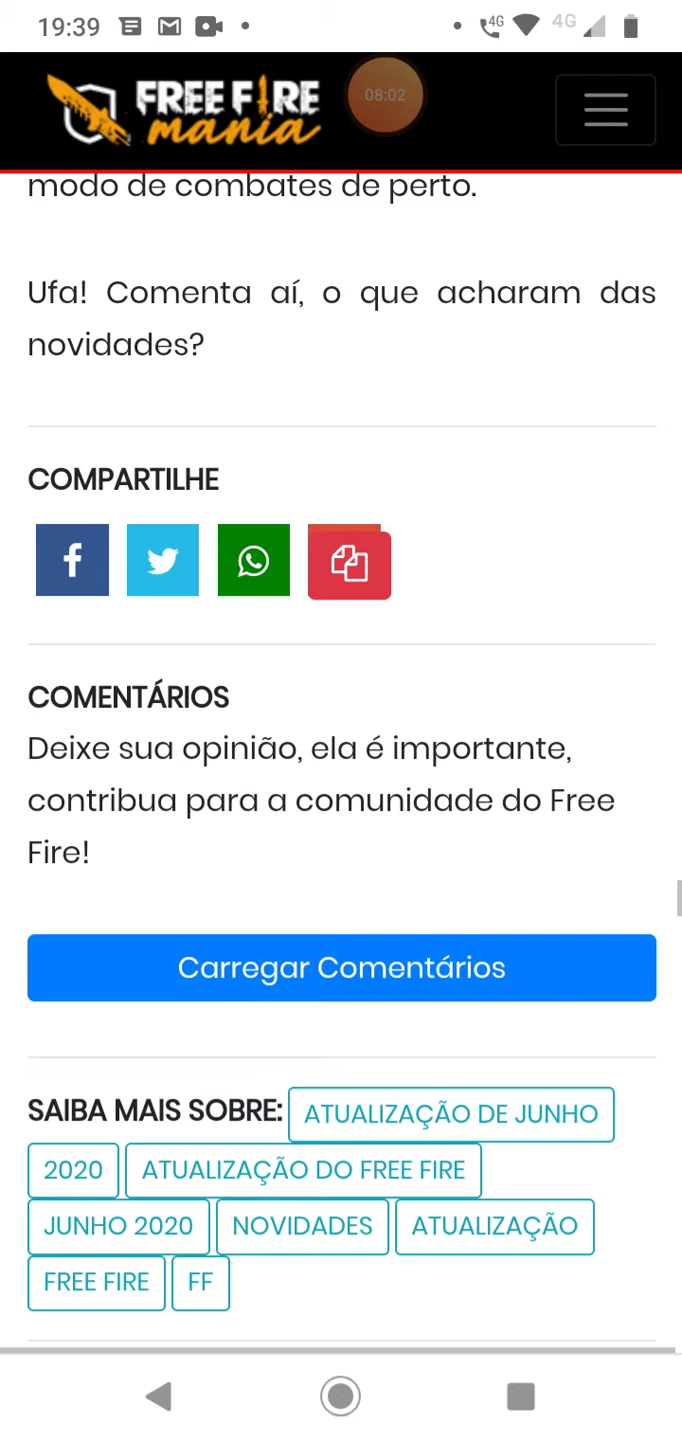 19:39 4G 4G
FREE FIRE
mania
08:02
modo de combates de perto.
Ufa! Comenta aí, o que acharam das
novidades?
COMPARTILHE
COMENTÁRIOS
Deixe sua opinião, ela é importante,
contribua para a comunidade do Free
Fire!
Carregar Comentários
SAIBA MAIS SOBRE: ATUALIZAÇÃO DE JUNHO
2020 ATUALIZAÇÃO DO FREE FIRE
JUNHO 2020 NOVIDADES ATUALIZAÇÃO
FREE FIRE FF